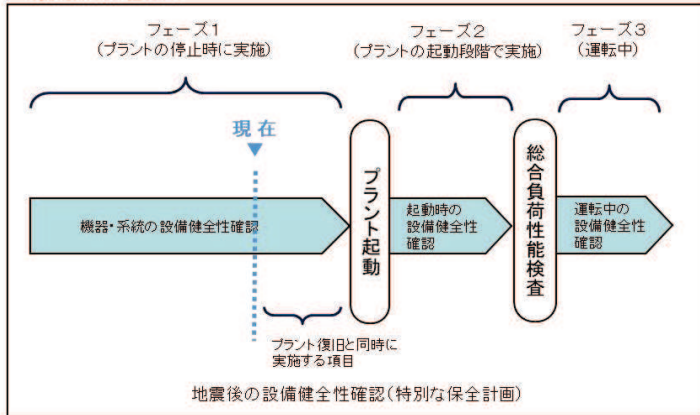 フェーズ1
(プラントの停止時に実施)
フェーズ2
(プラントの起動段階で実施)
フェーズ3
(運転中)
現在
機器・系統の設備健全性確認
プラント起動
起動時の
設備健全性
確認
総合負荷性能検査
運転中の
設備健全性
確認
プラント復旧と同時に
実施する項目
地震後の設備健全性確認(特別な保全計画)